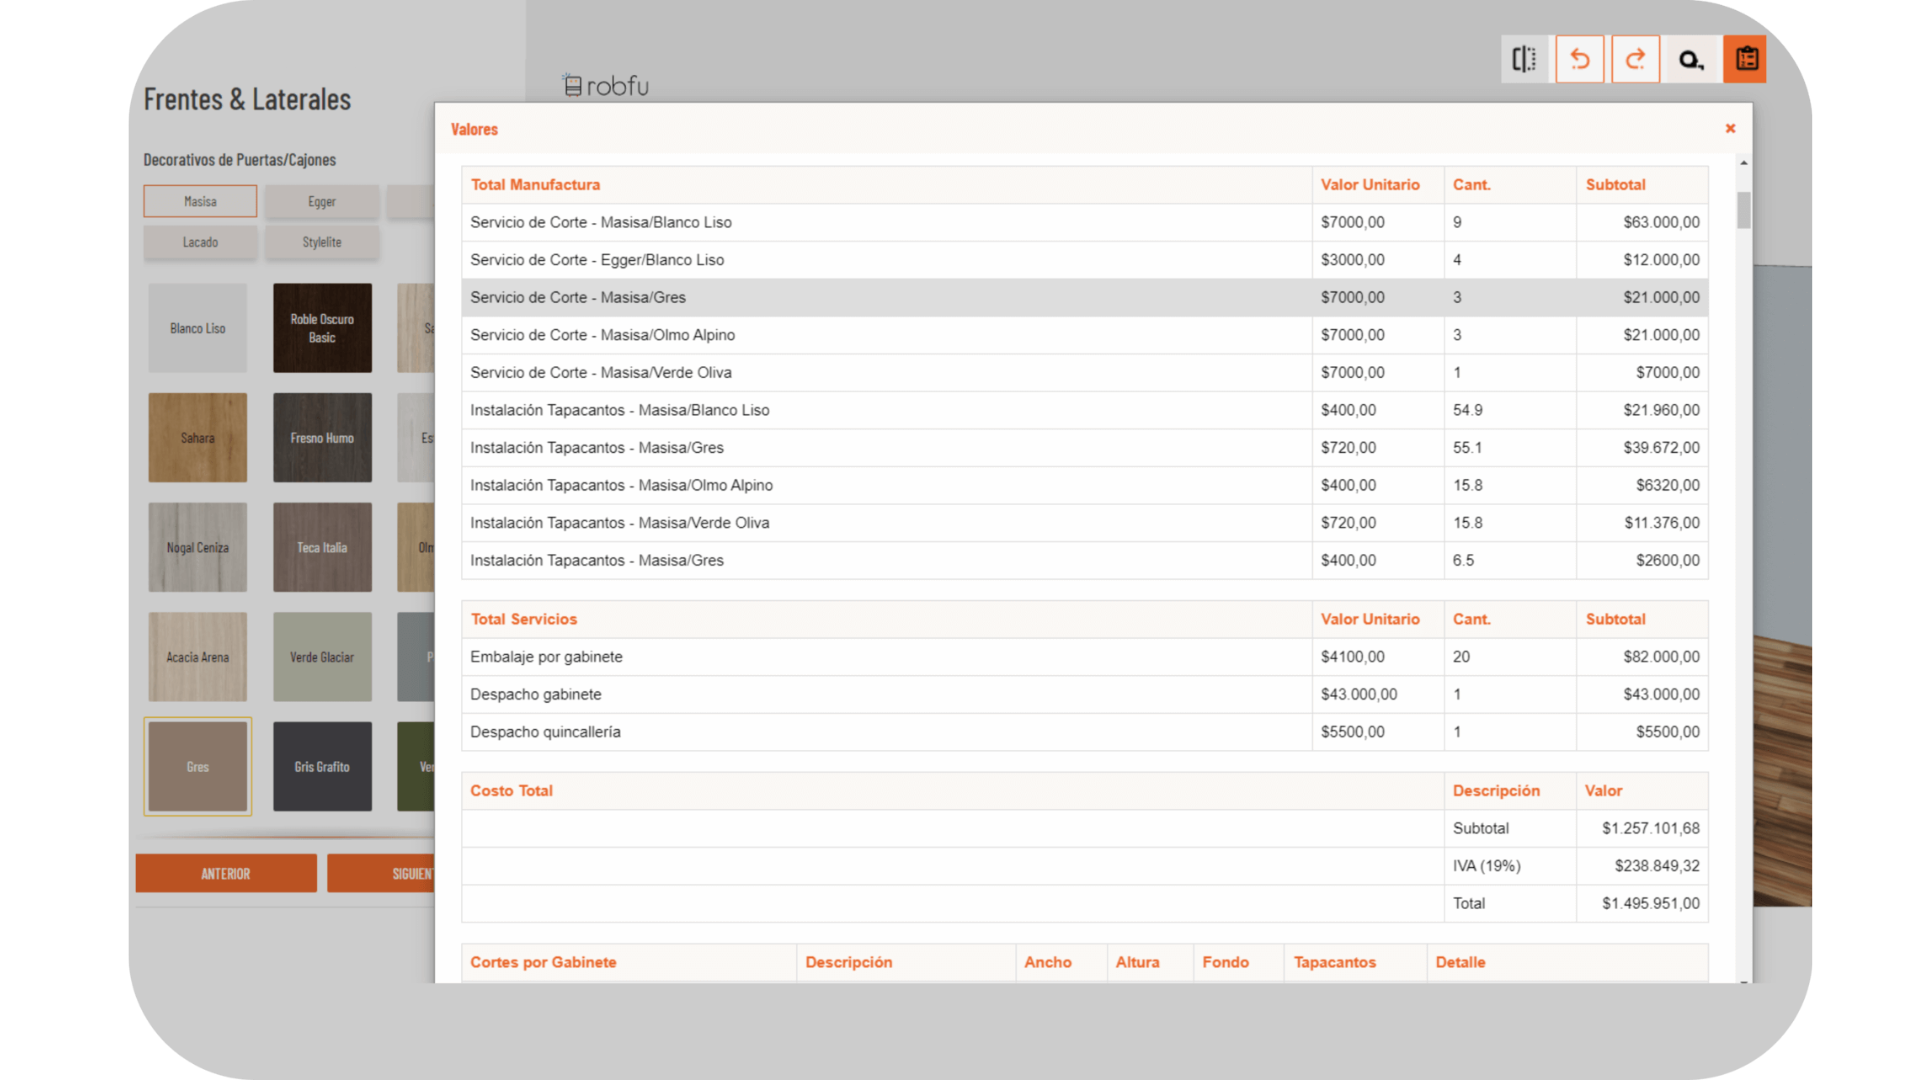 Frentes & Laterales
Decorativos de Puertas/Cajones
Masisa
Egger
Lacado
Stylelite
Blanco Liso
Roble Oscuro
Basic
Sahara
Fresno Humo
Nogal Ceniza
Teca Italia
Acacia Arena
Verde Glaciar
Gres
Gris Grafito
ANTERIOR
SIGUIEN
robfu
Valores
Total Manufactura Valor Unitario Cant. Subtotal
Servicio de Corte - Masisa/Blanco Liso $7000,00 9 $63.000,00
Servicio de Corte - Egger/Blanco Liso $3000,00 4 $12.000,00
Servicio de Corte - Masisa/Gres $7000,00 3 $21.000,00
Servicio de Corte - Masisa/Olmo Alpino $7000,00 3 $21.000,00
Servicio de Corte - Masisa/Verde Oliva $7000,00 1 $7000,00
Instalación Tapacantos - Masisa/Blanco Liso $400,00 54.9 $21.960,00
Instalación Tapacantos - Masisa/Gres $720,00 55.1 $39.672,00
Instalación Tapacantos - Masisa/Olmo Alpino $400,00 15.8 $6320,00
Instalación Tapacantos - Masisa/Verde Oliva $720,00 15.8 $11.376,00
Instalación Tapacantos - Masisa/Gres $400,00 6.5 $2600,00
Total Servicios Valor Unitario Cant. Subtotal
Embalaje por gabinete $4100,00 20 $82.000,00
Despacho gabinete $43.000,00 1 $43.000,00
Despacho quincallería $5500,00 1 $5500,00
Costo Total Descripción Valor
Subtotal $1.257.101,68
IVA (19%) $238.849,32
Total $1.495.951,00
Cortes por Gabinete Descripción Ancho Altura Fondo Tapacantos Detalle